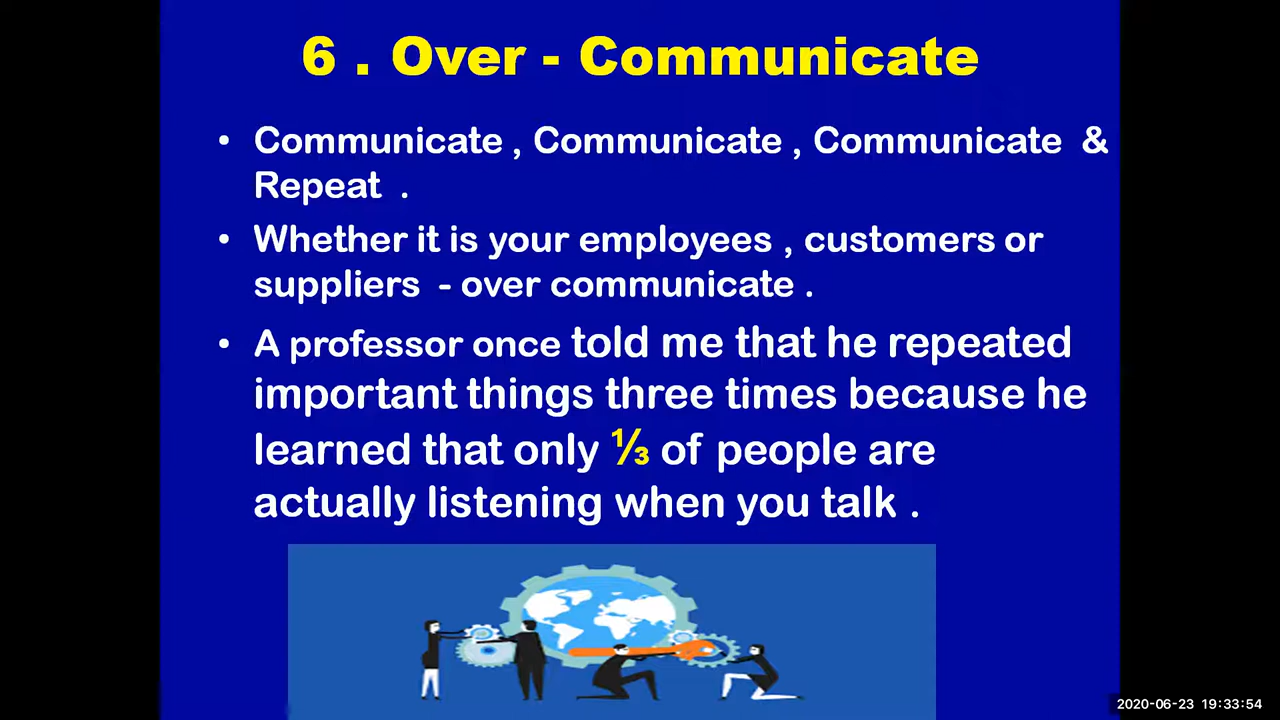 6 . Over - Communicate
• Communicate , Communicate , Communicate &
Repeat .
• Whether it is your employees , customers or
suppliers - over communicate .
• A professor once told me that he repeated
important things three times because he
learned that only ⅓ of people are
actually listening when you talk .
2020-06-23 19:33:54